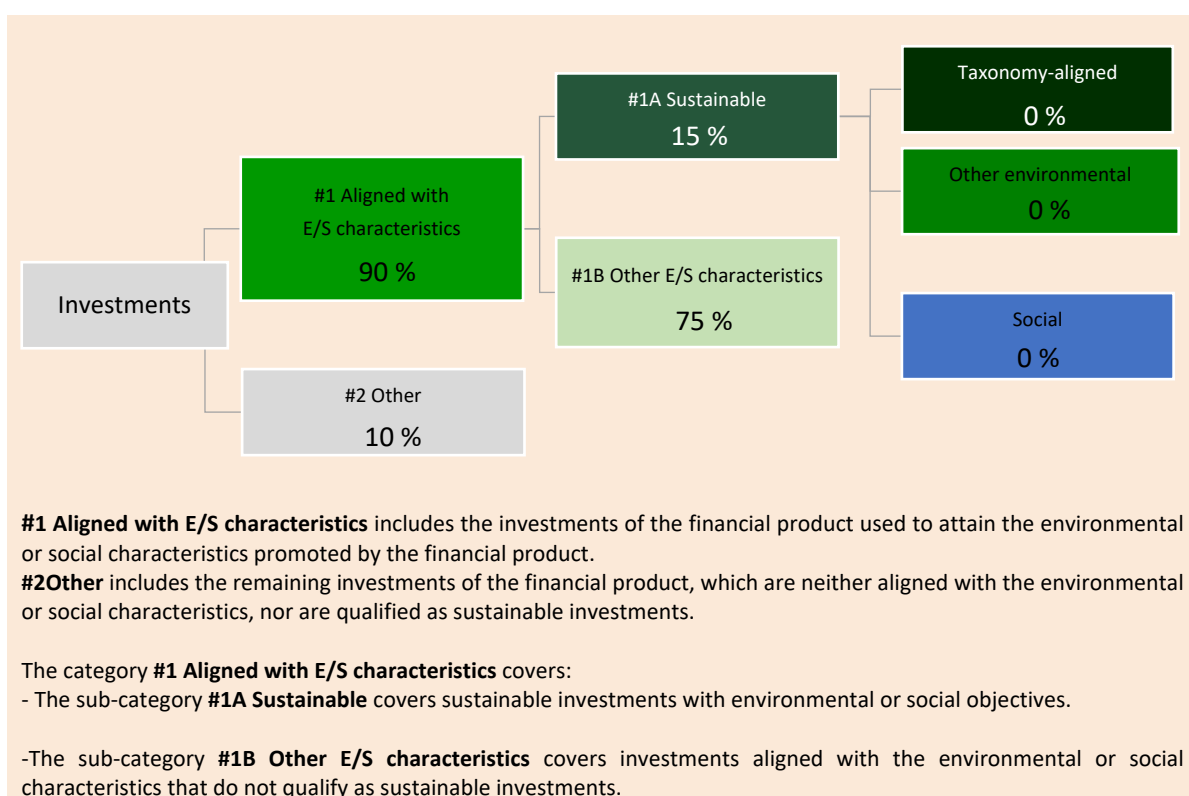 Investments
#1 Aligned with
E/S characteristics
90 %
#2 Other
10 %
#1A Sustainable
15 %
#1B Other E/S characteristics
75 %
Taxonomy-aligned
0 %
Other environmental
0 %
Social
0 %
#1 Aligned with E/S characteristics includes the investments of the financial product used to attain the environmental
or social characteristics promoted by the financial product.
#2Other includes the remaining investments of the financial product, which are neither aligned with the environmental
or social characteristics, nor are qualified as sustainable investments.
The category #1 Aligned with E/S characteristics covers:
- The sub-category #1A Sustainable covers sustainable investments with environmental or social objectives.
-The sub-category #1B Other E/S characteristics covers investments aligned with the environmental or social
characteristics that do not qualify as sustainable investments.